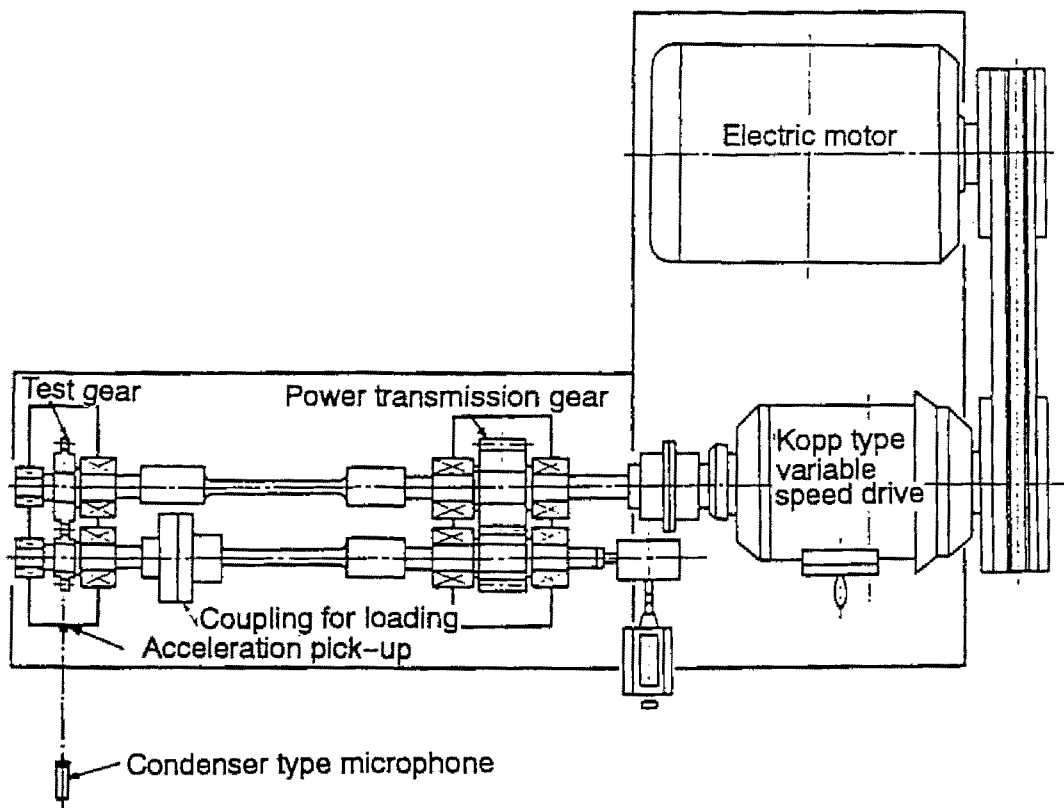 Electric motor
Test gear
Power transmission gear
Kopp type
variable
speed drive
Coupling for loading
Acceleration pick-up
Condenser type microphone